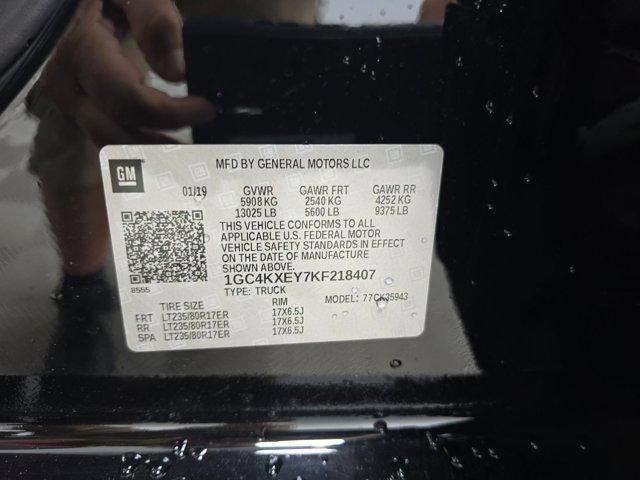 MFD BY GENERAL MOTORS LLC
GM
01/19 GVWR GAWR FRT GAWR RR
5908 KG 2540 KG 4252 KG
13025 LB 5600 LB 9375 LB
THIS VEHICLE CONFORMS TO ALL
APPLICABLE U.S. FEDERAL MOTOR
VEHICLE SAFETY STANDARDS IN EFFECT
ON THE DATE OF MANUFACTURE
SHOWN ABOVE.
1GC4KXEY7KF218407
8555
TYPE: TRUCK MODEL: 77CK35943
TIRE SIZE RIM
FRT LT235/80R17ER 17X6.5J
RR LT235/80R17ER 17X6.5J
SPA LT235/80R17ER 17X6.5J